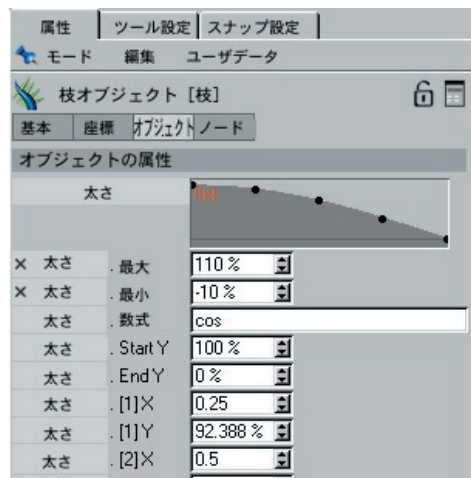 属性 ツール設定 スナップ設定
モード 編集 ユーザデータ
枝オブジェクト [枝]
基本 座標 オブジェクト ノード
オブジェクトの属性
太さ
× 太さ . 最大 110 %
× 太さ . 最小 -10 %
太さ . 数式 cos
太さ . Start Y 100 %
太さ . End Y 0 %
太さ . [1] X 0.25
太さ . [1] Y 92.388 %
太さ . [2] X 0.5